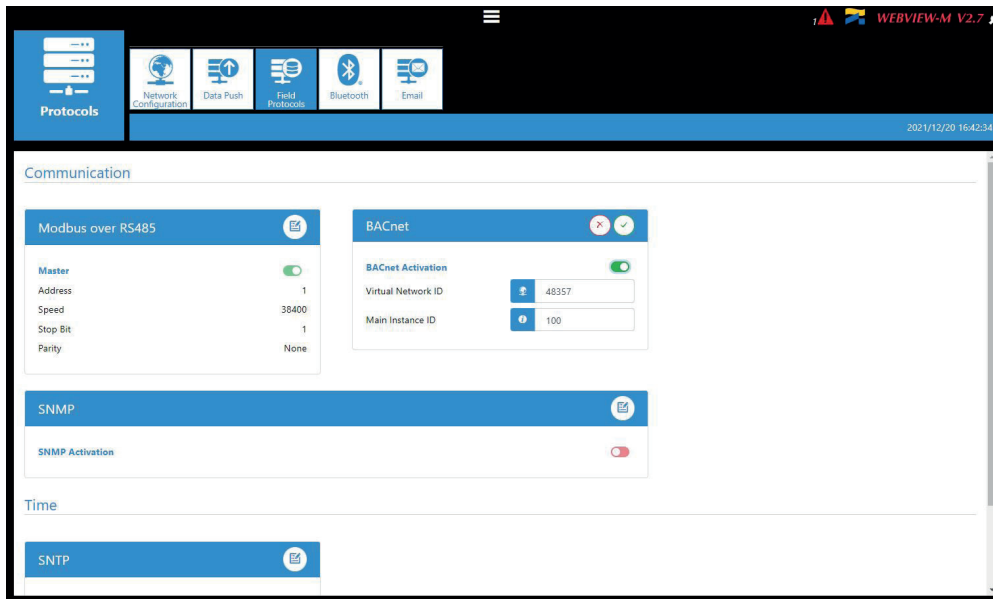 1
WEBVIEW-M V2.7
Protocols
Network
Configuration
Data Push
Field
Protocols
Bluetooth
Email
2021/12/20 16:42:34
Communication
Modbus over RS485
Master
Address 1
Speed 38400
Stop Bit 1
Parity None
BACnet
BACnet Activation
Virtual Network ID 48357
Main Instance ID 100
SNMP
SNMP Activation
Time
SNTP